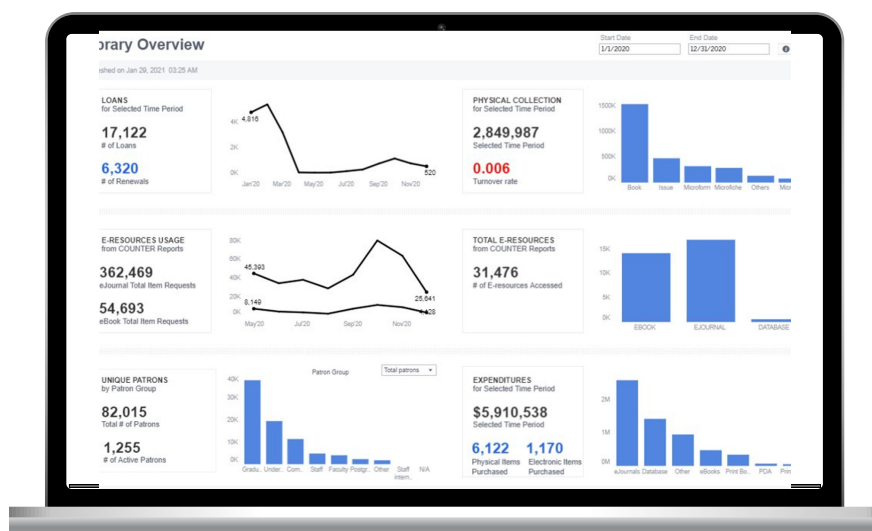 brary Overview
Start Date
End Date
1/1/2020
12/31/2020
ished on Jan 29, 2021 03:25 AM
LOANS
for Selected Time Period
17,122
# of Loans
6,320
# of Renewals
4K
2K
0K
4,816
520
Jan'20 Mar'20 May'20 Jul'20 Sep'20 Nov'20
PHYSICAL COLLECTION
for Selected Time Period
2,849,987
Selected Time Period
0.006
Turnover rate
1500K
1000K
500K
0K
Book Issue Microform Microfiche Others Micr
E-RESOURCES USAGE
from COUNTER Reports
362,469
eJournal Total Item Requests
54,693
eBook Total Item Requests
80K
60K
40K
20K
0K
45,393
8,149
25,641
May'20 Jul'20 Sep'20 Nov'20
TOTAL E-RESOURCES
from COUNTER Reports
31,476
# of E-resources Accessed
15K
10K
5K
0K
EBOOK EJOURNAL DATABASE
UNIQUE PATRONS
by Patron Group
82,015
Total # of Patrons
1,255
# of Active Patrons
Patron Group
Total patrons
40K
30K
20K
10K
0K
Gradu.. Under.. Com.. Staff Faculty Postgr.. Other Staff Intern.. N/A
EXPENDITURES
for Selected Time Period
$5,910,538
Selected Time Period
6,122 1,170
Physical Items Purchased
Electronic Items Purchased
2M
1M
0M
eJournals Database Other eBooks Print Bo.. PDA Prin